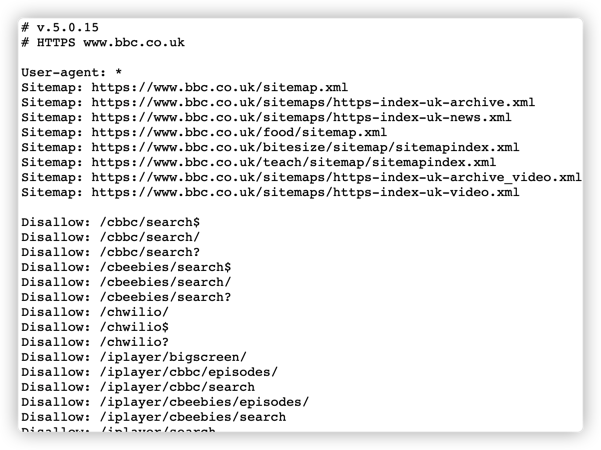 # v.5.0.15
# HTTPS www.bbc.co.uk
User-agent: *
Sitemap: https://www.bbc.co.uk/sitemap.xml
Sitemap: https://www.bbc.co.uk/sitemaps/https-index-uk-archive.xml
Sitemap: https://www.bbc.co.uk/sitemaps/https-index-uk-news.xml
Sitemap: https://www.bbc.co.uk/food/sitemap.xml
Sitemap: https://www.bbc.co.uk/bitesize/sitemap/sitemapindex.xml
Sitemap: https://www.bbc.co.uk/teach/sitemap/sitemapindex.xml
Sitemap: https://www.bbc.co.uk/sitemaps/https-index-uk-archive_video.xml
Sitemap: https://www.bbc.co.uk/sitemaps/https-index-uk-video.xml
Disallow: /cbbc/search$
Disallow: /cbbc/search/
Disallow: /cbbc/search?
Disallow: /cbeebies/search$
Disallow: /cbeebies/search/
Disallow: /cbeebies/search?
Disallow: /chwilio/
Disallow: /chwilio$
Disallow: /chwilio?
Disallow: /iplayer/bigscreen/
Disallow: /iplayer/cbbc/episodes/
Disallow: /iplayer/cbbc/search
Disallow: /iplayer/cbeebies/episodes/
Disallow: /iplayer/cbeebies/search
Disallow: /iplayer/search